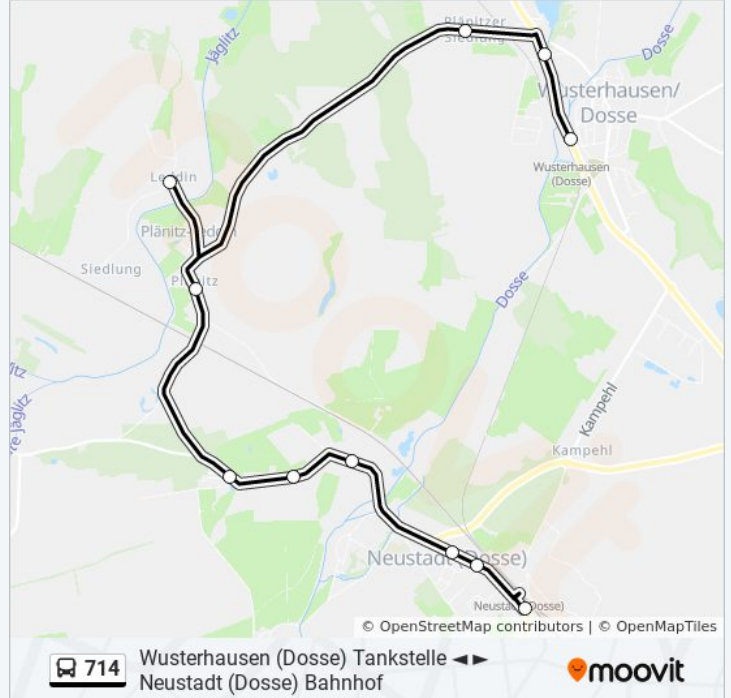 Plänitzer
Siedlung
Jäglitz
Dosse
Wusterhausen/
Dosse
Wusterhausen
(Dosse)
Leddin
Plänitz-Leddin
Siedlung
Plänitz
Dosse
Kampehl
Kampehl
Neustadt (Dosse)
Neustadt (Dosse)
© OpenStreetMap contributors | © OpenMapTiles
714
Wusterhausen (Dosse) Tankstelle ◄►
Neustadt (Dosse) Bahnhof
moovit